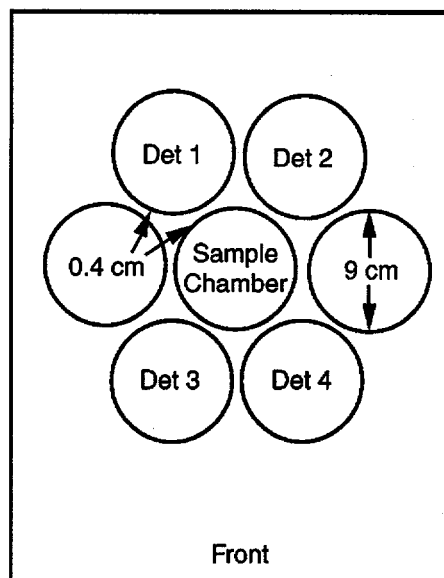 Det 1
Det 2
0.4 cm
Sample
Chamber
9 cm
Det 3
Det 4
Front